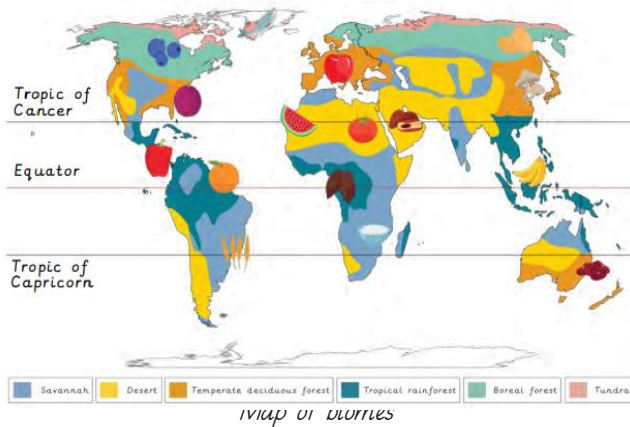 Tropic of
Cancer
Equator
Tropic of
Capricorn
Savannah Desert Temperate deciduous forest Tropical rainforest Boreal forest Tundra
Map of biomes